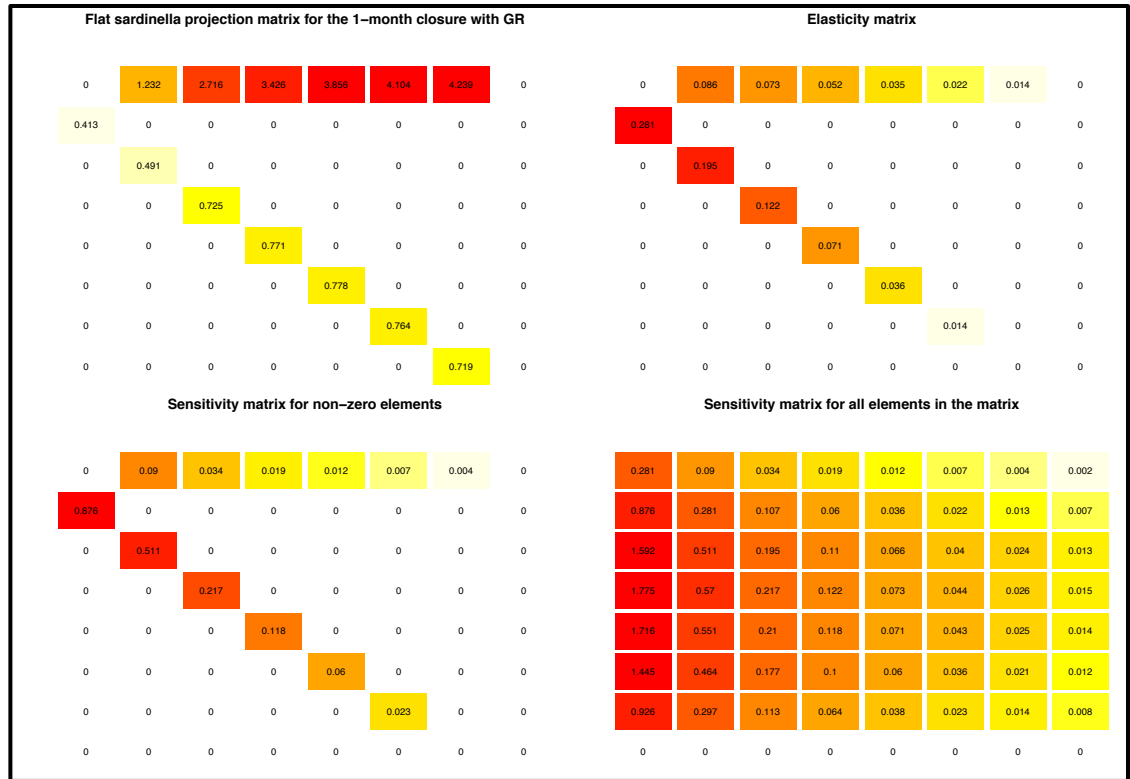 Flat sardinella projection matrix for the 1−month closure with GR
0 1.232 2.716 3.426 3.856 4.104 4.239 0
0.413 0 0 0 0 0 0 0
0 0.491 0 0 0 0 0 0
0 0 0.725 0 0 0 0 0
0 0 0 0.771 0 0 0 0
0 0 0 0 0.778 0 0 0
0 0 0 0 0 0.764 0 0
0 0 0 0 0 0 0.719 0
Elasticity matrix
0 0.086 0.073 0.052 0.035 0.022 0.014 0
0.281 0 0 0 0 0 0 0
0 0.195 0 0 0 0 0 0
0 0 0.122 0 0 0 0 0
0 0 0 0.071 0 0 0 0
0 0 0 0 0.036 0 0 0
0 0 0 0 0 0.014 0 0
0 0 0 0 0 0 0 0
Sensitivity matrix for non−zero elements
0 0.09 0.034 0.019 0.012 0.007 0.004 0
0.876 0 0 0 0 0 0 0
0 0.511 0 0 0 0 0 0
0 0 0.217 0 0 0 0 0
0 0 0 0.118 0 0 0 0
0 0 0 0 0.06 0 0 0
0 0 0 0 0 0.023 0 0
0 0 0 0 0 0 0 0
Sensitivity matrix for all elements in the matrix
0.281 0.09 0.034 0.019 0.012 0.007 0.004 0.002
0.876 0.281 0.107 0.06 0.036 0.022 0.013 0.007
1.592 0.511 0.195 0.11 0.066 0.04 0.024 0.013
1.775 0.57 0.217 0.122 0.073 0.044 0.026 0.015
1.716 0.551 0.21 0.118 0.071 0.043 0.025 0.014
1.445 0.464 0.177 0.1 0.06 0.036 0.021 0.012
0.926 0.297 0.113 0.064 0.038 0.023 0.014 0.008
0 0 0 0 0 0 0 0